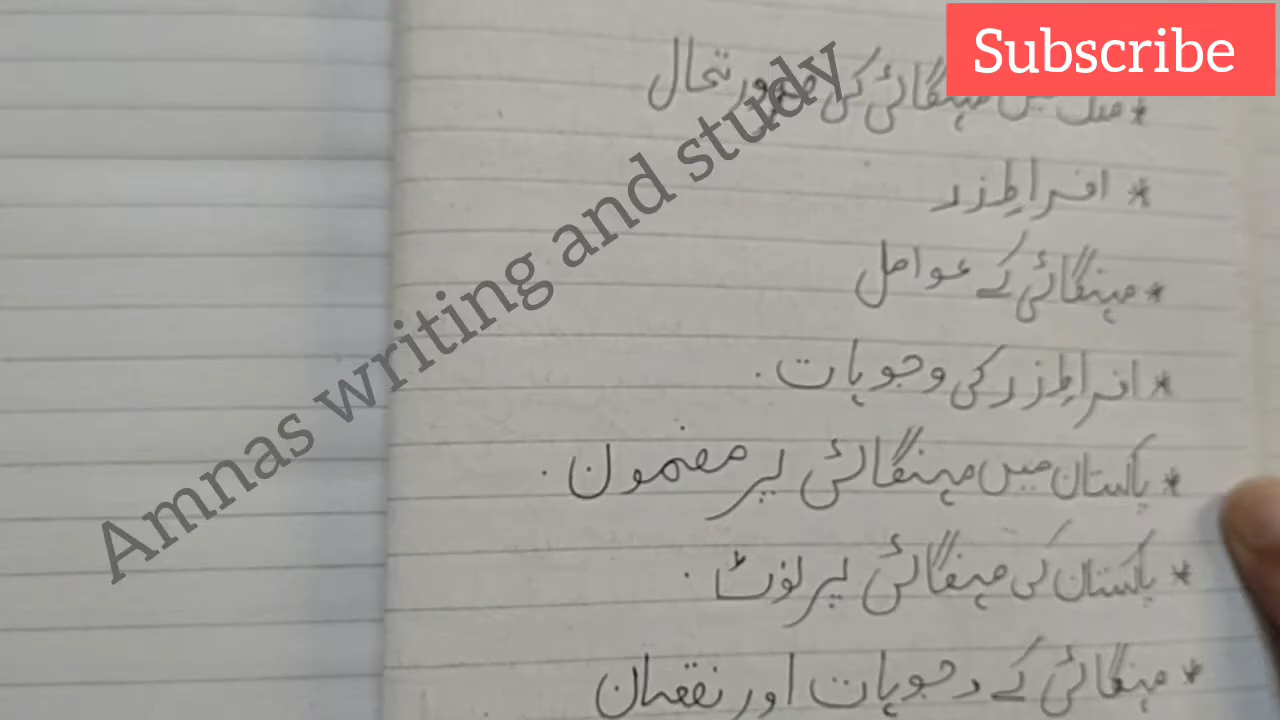 Subscribe
* ملک میں مہنگائی کی صورتحال
* افراطِ زر
* مہنگائی کے عوامل
* افراطِ زر کی وجوہات .
* پاکستان میں مہنگائی پر مضمون .
* پاکستان کی مہنگائی پر نوٹ .
* مہنگائی کے وجوہات اور نقصان
Amnas writing and study